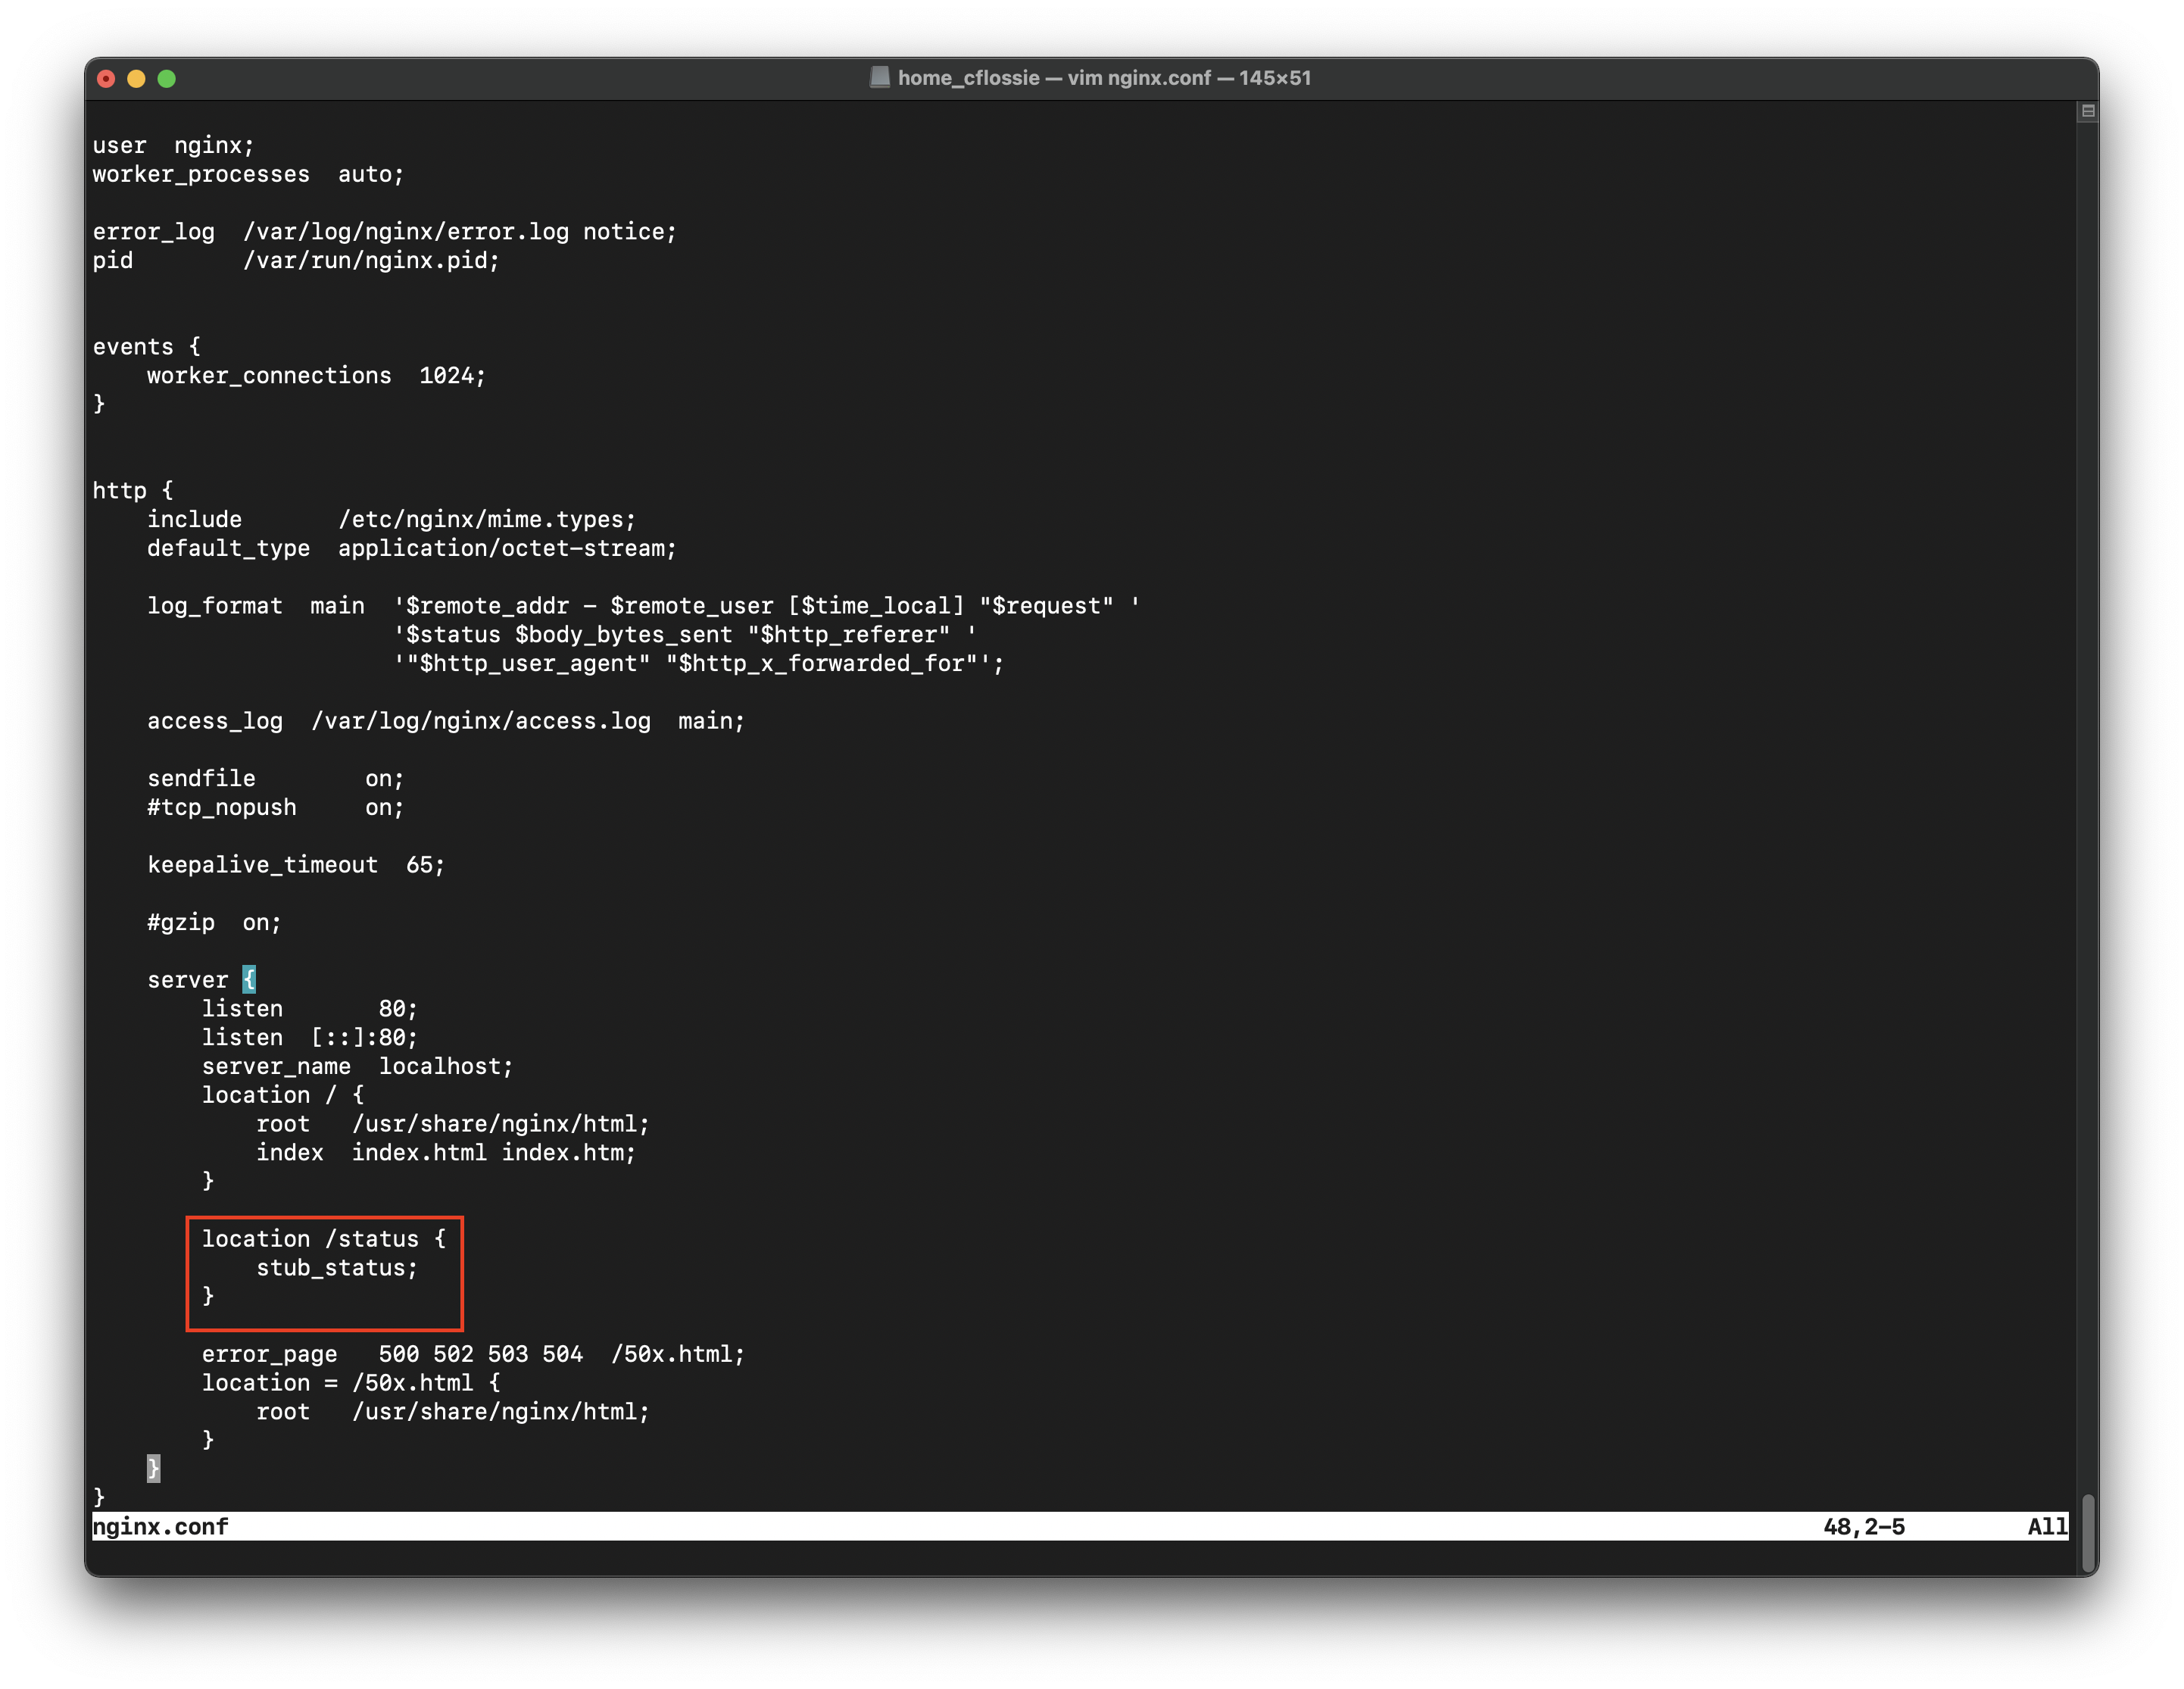 home_cflossie — vim nginx.conf — 145×51
user  nginx;
worker_processes  auto;
error_log  /var/log/nginx/error.log notice;
pid        /var/run/nginx.pid;
events {
    worker_connections  1024;
}
http {
    include       /etc/nginx/mime.types;
    default_type  application/octet-stream;
    log_format  main  '$remote_addr - $remote_user [$time_local] "$request" '
                      '$status $body_bytes_sent "$http_referer" '
                      '"$http_user_agent" "$http_x_forwarded_for"';
    access_log  /var/log/nginx/access.log  main;
    sendfile        on;
    #tcp_nopush     on;
    keepalive_timeout  65;
    #gzip  on;
    server {
        listen       80;
        listen  [::]:80;
        server_name  localhost;
        location / {
            root   /usr/share/nginx/html;
            index  index.html index.htm;
        }
        location /status {
            stub_status;
        }
        error_page   500 502 503 504  /50x.html;
        location = /50x.html {
            root   /usr/share/nginx/html;
        }
    }
}
nginx.conf 48,2-5 All